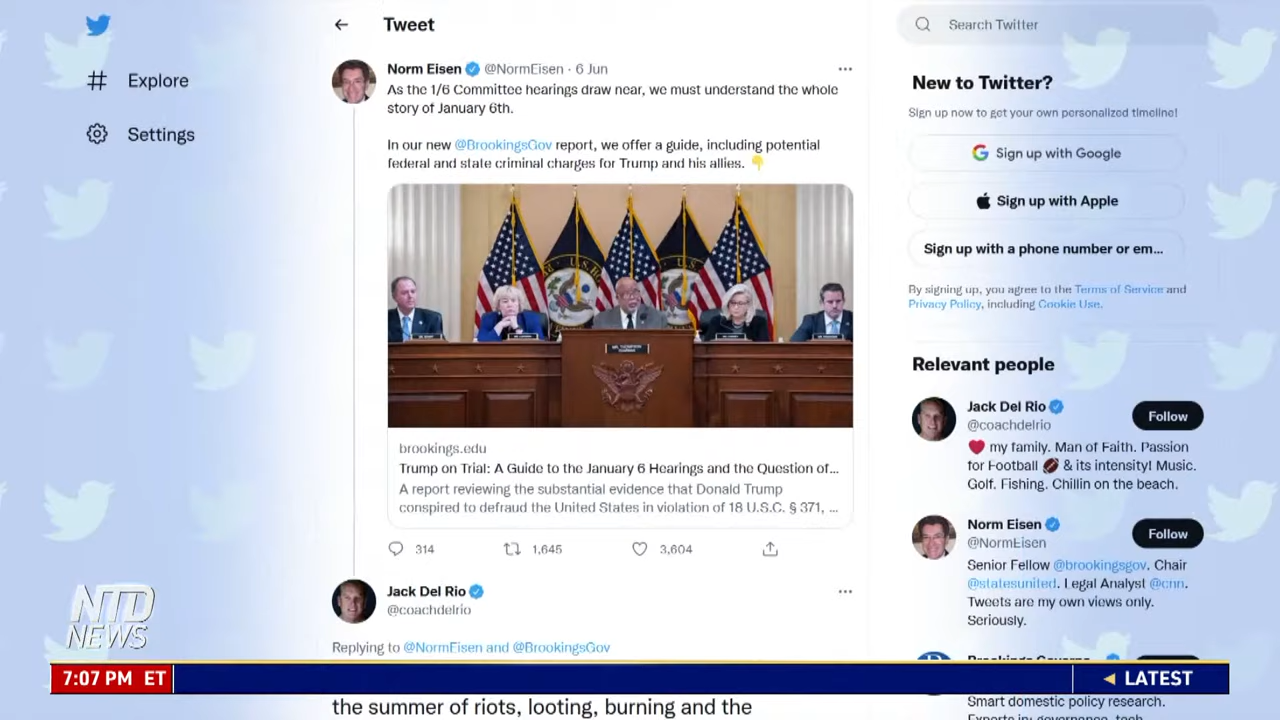 Tweet
Search Twitter
Explore
Settings
Norm Eisen @NormEisen · 6 Jun
As the 1/6 Committee hearings draw near, we must understand the whole
story of January 6th.
In our new @BrookingsGov report, we offer a guide, including potential
federal and state criminal charges for Trump and his allies.
brookings.edu
Trump on Trial: A Guide to the January 6 Hearings and the Question of...
A report reviewing the substantial evidence that Donald Trump
conspired to defraud the United States in violation of 18 U.S.C. § 371, ...
314 1,645 3,604
Jack Del Rio
@coachdelrio
Replying to @NormEisen and @BrookingsGov
the summer of riots, looting, burning and the
New to Twitter?
Sign up now to get your own personalized timeline!
Sign up with Google
Sign up with Apple
Sign up with a phone number or em...
By signing up, you agree to the Terms of Service and
Privacy Policy, including Cookie Use.
Relevant people
Jack Del Rio
@coachdelrio
Follow
my family. Man of Faith. Passion
for Football & its intensity! Music.
Golf. Fishing. Chillin on the beach.
Norm Eisen
@NormEisen
Follow
Senior Fellow @brookingsgov. Chair
@statesunited. Legal Analyst @cnn.
Tweets are my own views only.
Seriously.
Smart domestic policy research.
NTD
NEWS
7:07 PM ET
LATEST